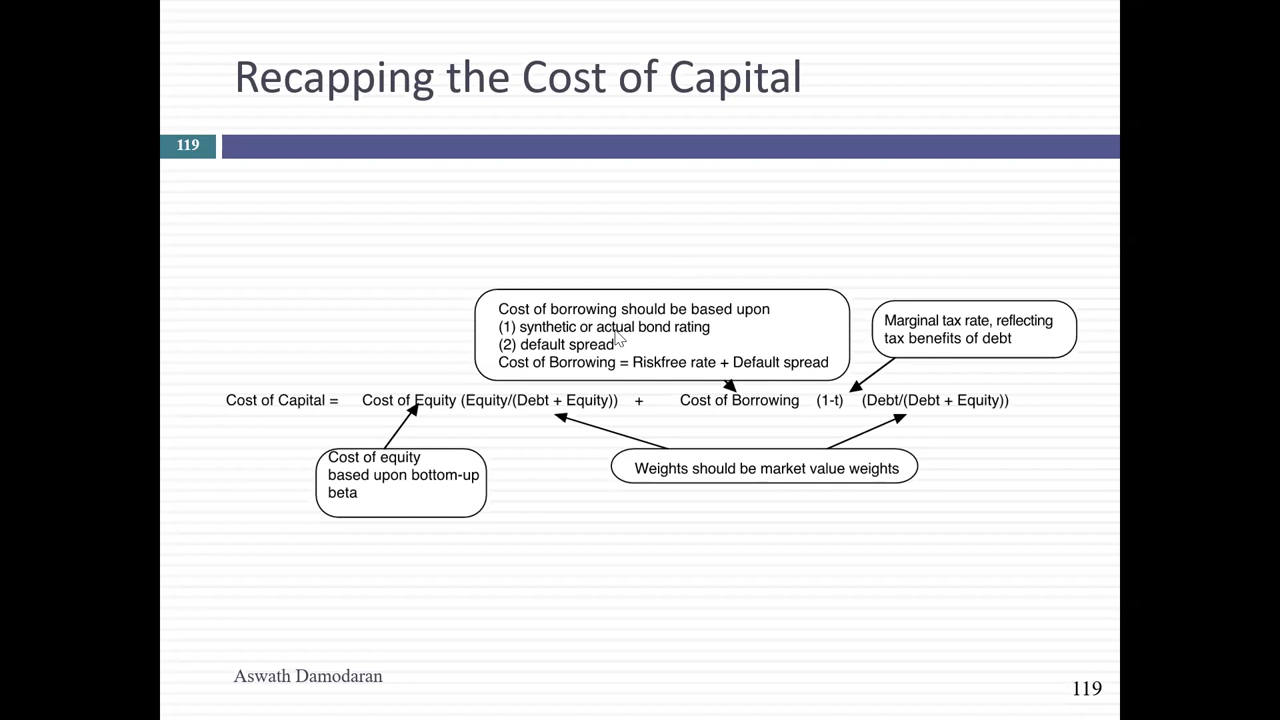 Recapping the Cost of Capital
119
Cost of borrowing should be based upon
(1) synthetic or actual bond rating
(2) default spread
Cost of Borrowing = Riskfree rate + Default spread
Marginal tax rate, reflecting
tax benefits of debt
Cost of Capital = Cost of Equity (Equity/(Debt + Equity)) + Cost of Borrowing (1-t) (Debt/(Debt + Equity))
Cost of equity
based upon bottom-up
beta
Weights should be market value weights
Aswath Damodaran
119